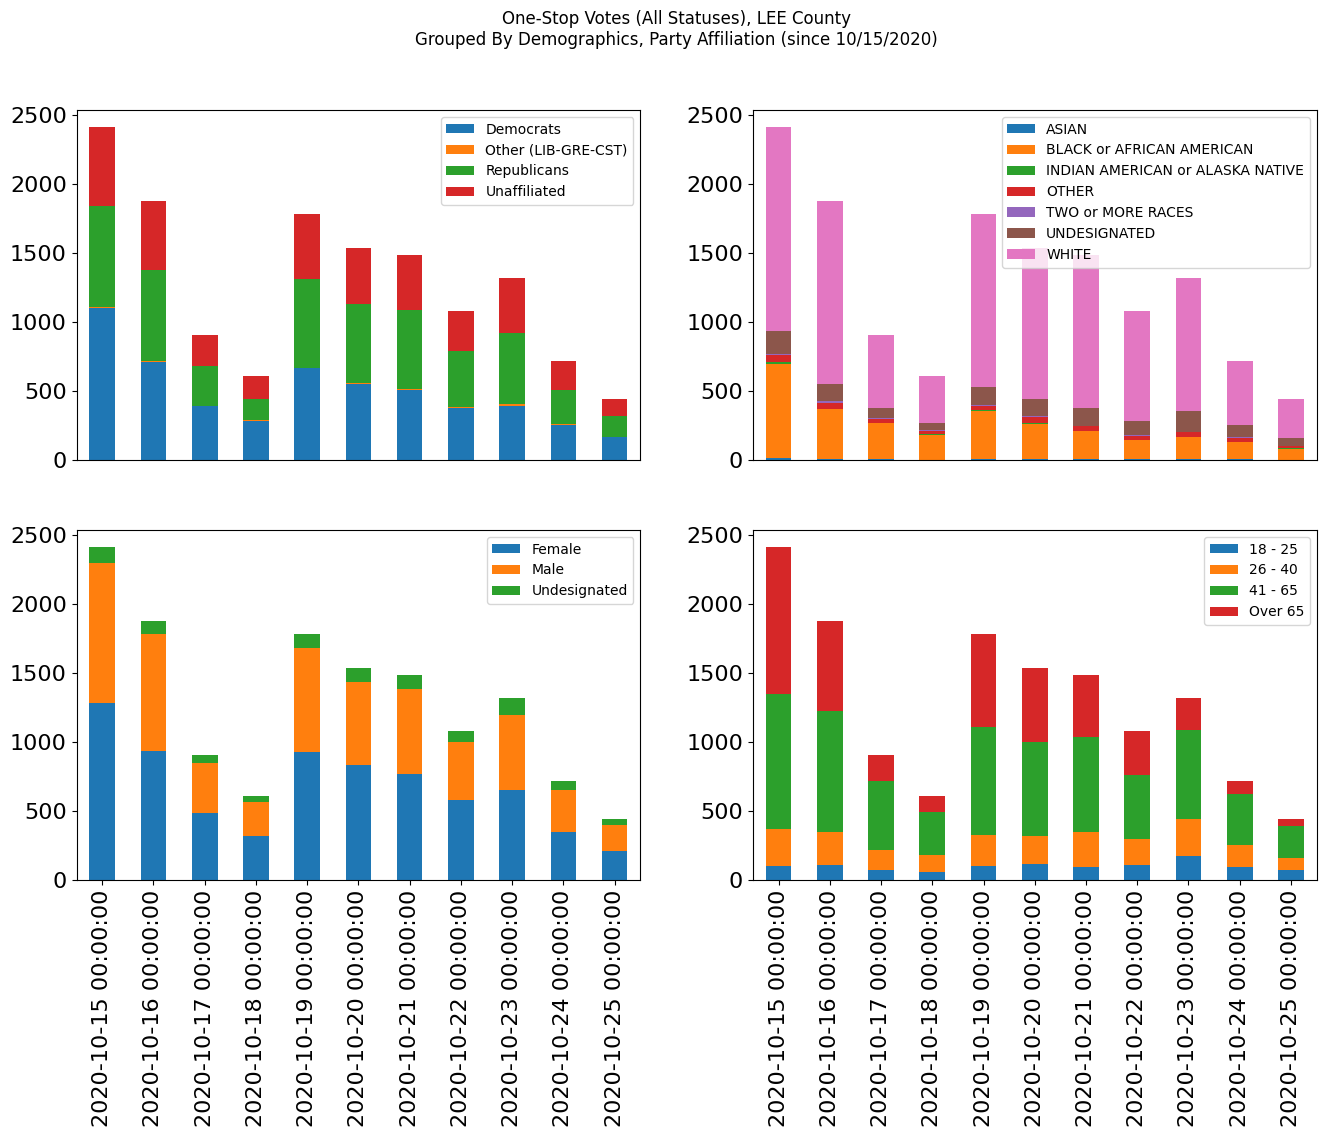 One-Stop Votes (All Statuses), LEE County
Grouped By Demographics, Party Affiliation (since 10/15/2020)
2500
2000
1500
1000
500
0
Democrats
Other (LIB-GRE-CST)
Republicans
Unaffiliated
2500
2000
1500
1000
500
0
ASIAN
BLACK or AFRICAN AMERICAN
INDIAN AMERICAN or ALASKA NATIVE
OTHER
TWO or MORE RACES
UNDESIGNATED
WHITE
2500
2000
1500
1000
500
0
Female
Male
Undesignated
2020-10-15 00:00:00
2020-10-16 00:00:00
2020-10-17 00:00:00
2020-10-18 00:00:00
2020-10-19 00:00:00
2020-10-20 00:00:00
2020-10-21 00:00:00
2020-10-22 00:00:00
2020-10-23 00:00:00
2020-10-24 00:00:00
2020-10-25 00:00:00
2500
2000
1500
1000
500
0
18 - 25
26 - 40
41 - 65
Over 65
2020-10-15 00:00:00
2020-10-16 00:00:00
2020-10-17 00:00:00
2020-10-18 00:00:00
2020-10-19 00:00:00
2020-10-20 00:00:00
2020-10-21 00:00:00
2020-10-22 00:00:00
2020-10-23 00:00:00
2020-10-24 00:00:00
2020-10-25 00:00:00